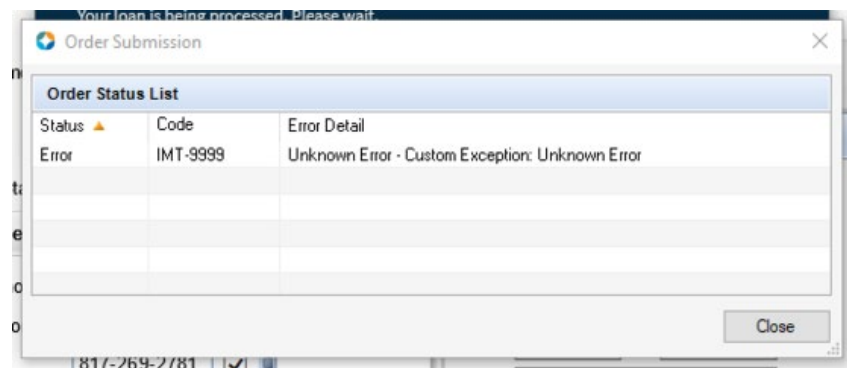 Your loan is being processed. Please wait.
Order Submission
Order Status List
Status Code Error Detail
Error IMT-9999 Unknown Error - Custom Exception: Unknown Error
Close
817-269-2781